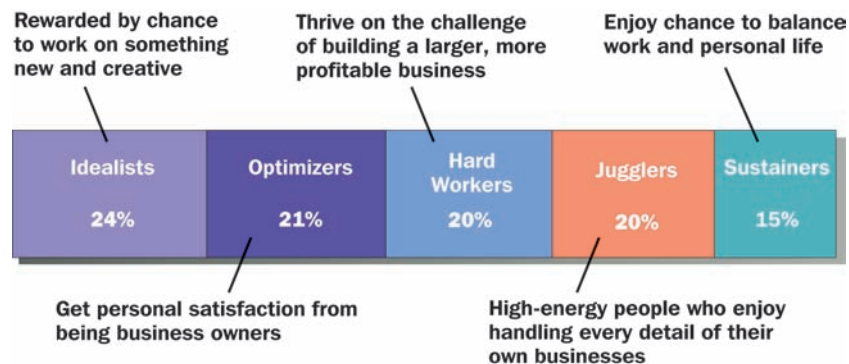 Rewarded by chance
to work on something
new and creative
Thrive on the challenge
of building a larger, more
profitable business
Enjoy chance to balance
work and personal life
Idealists
24%
Optimizers
21%
Hard
Workers
20%
Jugglers
20%
Sustainers
15%
Get personal satisfaction from
being business owners
High-energy people who enjoy
handling every detail of their
own businesses